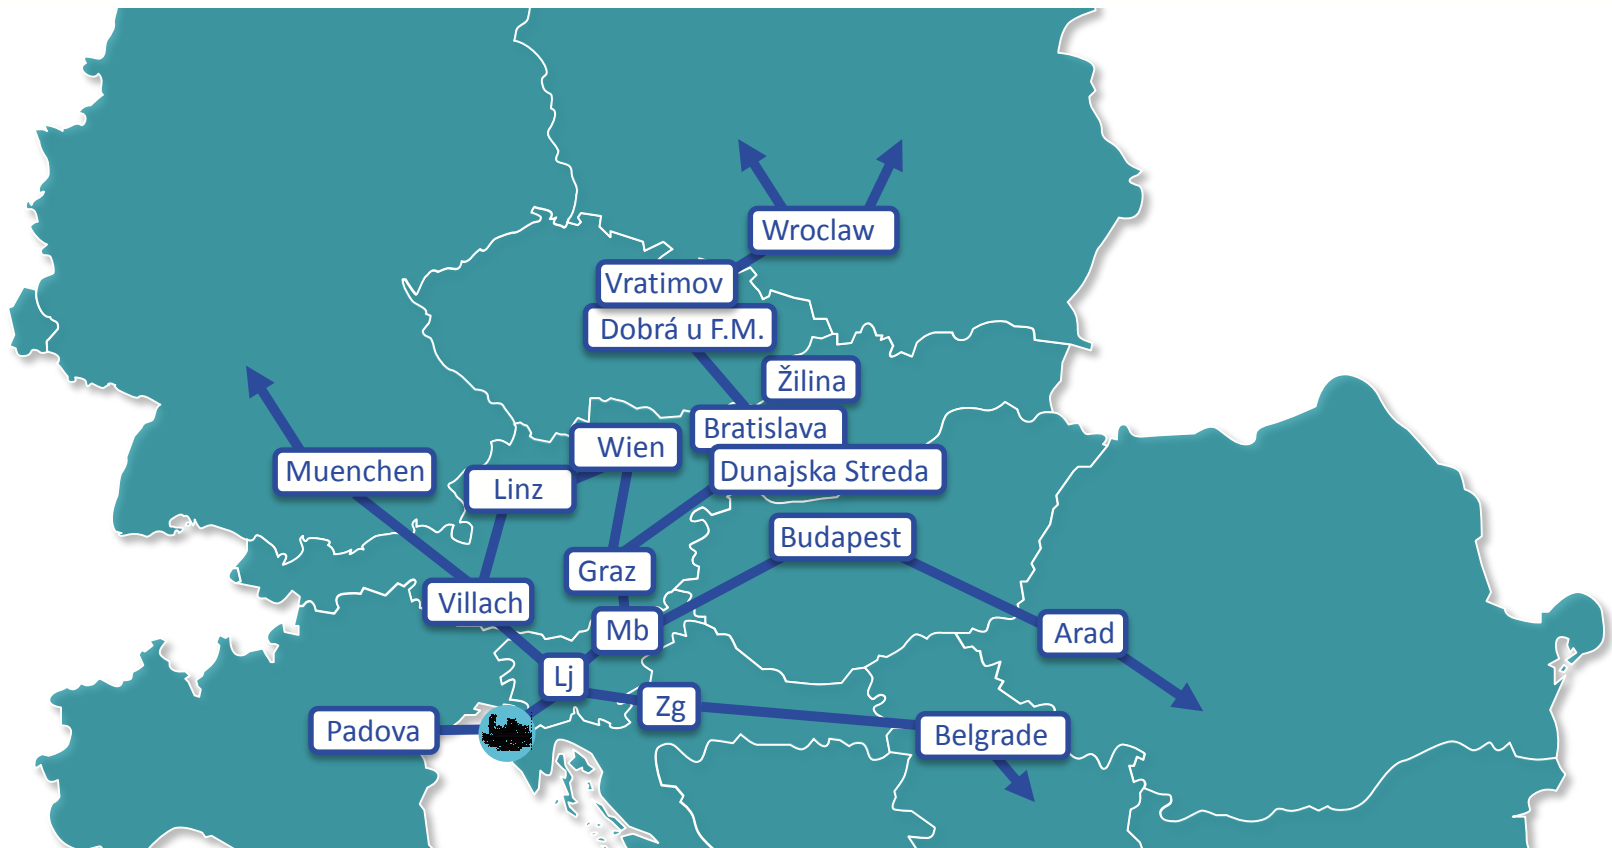 Wroclaw
Vratimov
Dobrá u F.M.
Žilina
Bratislava
Wien
Dunajska Streda
Muenchen
Linz
Budapest
Graz
Villach
Mb
Arad
Lj
Zg
Padova
Belgrade